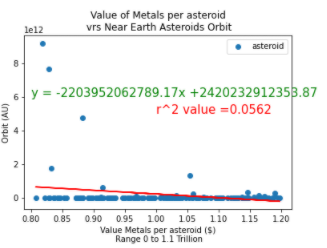 Value of Metals per asteroid
vrs Near Earth Asteroids Orbit
1e12
asteroid
8
6
4
2
0
y = -2203952062789.17x +2420232912353.87
r^2 value =0.0562
Orbit (AU)
0.80 0.85 0.90 0.95 1.00 1.05 1.10 1.15 1.20
Value Metals per asteroid ($)
Range 0 to 1.1 Trillion